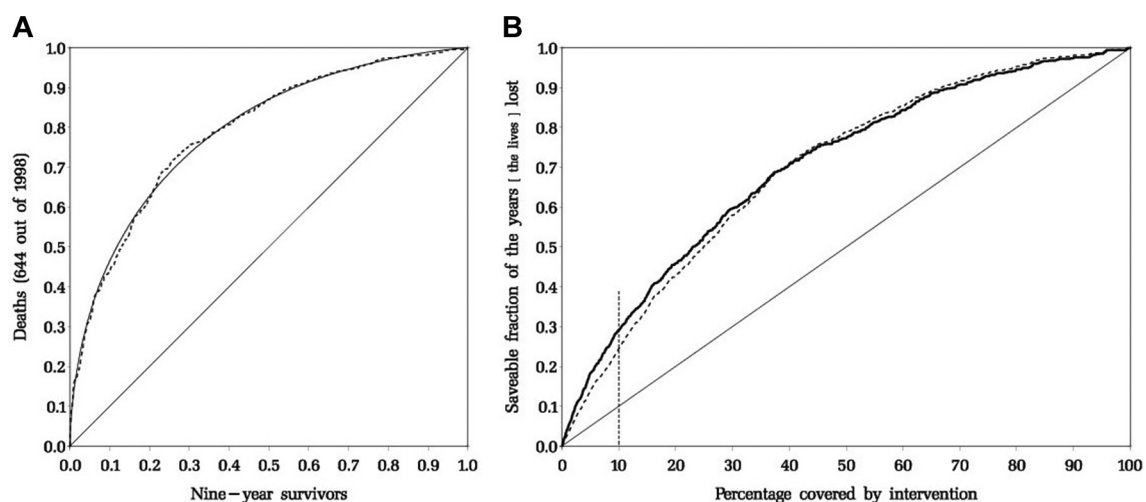 A
Deaths (644 out of 1998)
1.0
0.9
0.8
0.7
0.6
0.5
0.4
0.3
0.2
0.1
0.0
0.0 0.1 0.2 0.3 0.4 0.5 0.6 0.7 0.8 0.9 1.0
Nine-year survivors
B
Saveable fraction of the years [ the lives ] lost
1.0
0.9
0.8
0.7
0.6
0.5
0.4
0.3
0.2
0.1
0.0
0 10 20 30 40 50 60 70 80 90 100
Percentage covered by intervention